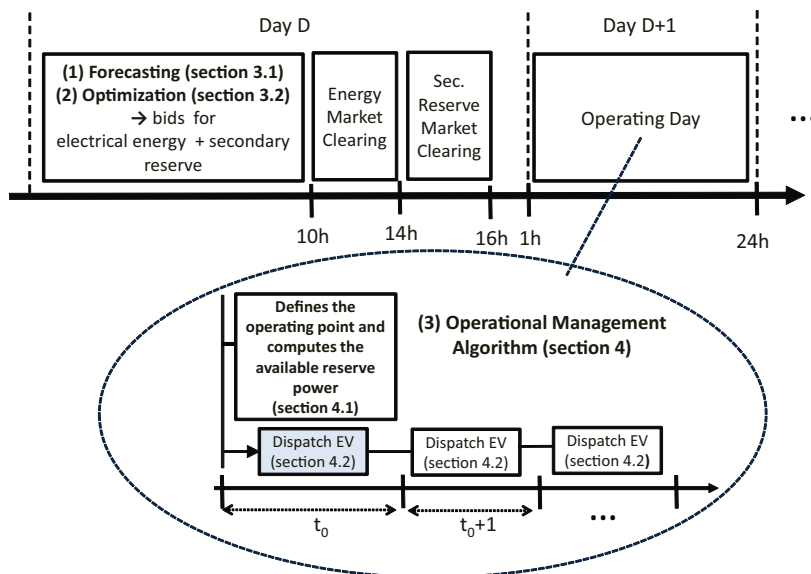 Day D
Day D+1
(1) Forecasting (section 3.1)
(2) Optimization (section 3.2)
→ bids for
electrical energy + secondary
reserve
Energy
Market
Clearing
Sec.
Reserve
Market
Clearing
Operating Day
...
10h
14h
16h
1h
24h
Defines the
operating point and
computes the
available reserve
power
(section 4.1)
(3) Operational Management
Algorithm (section 4)
Dispatch EV
(section 4.2)
Dispatch EV
(section 4.2)
Dispatch EV
(section 4.2)
t₀
t₀+1
...